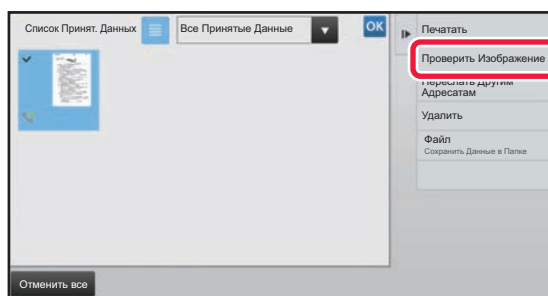 Список Принят. Данных
Все Принятые Данные
OK
Печатать
Проверить Изображение
Переслать Другим
Адресатам
Удалить
Файл
Сохранить Данные в Папке
Отменить все